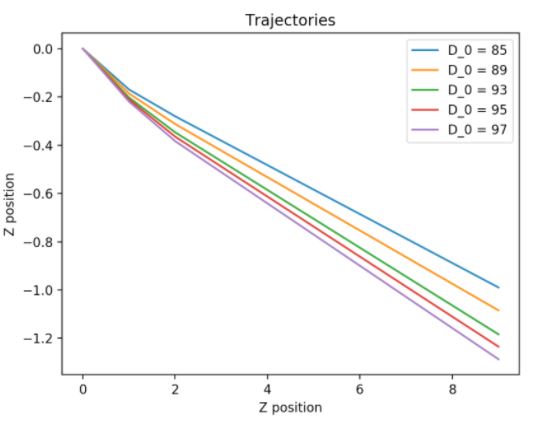 Trajectories
D_0 = 85
D_0 = 89
D_0 = 93
D_0 = 95
D_0 = 97
0.0
−0.2
−0.4
−0.6
−0.8
−1.0
−1.2
Z position
0 2 4 6 8
Z position